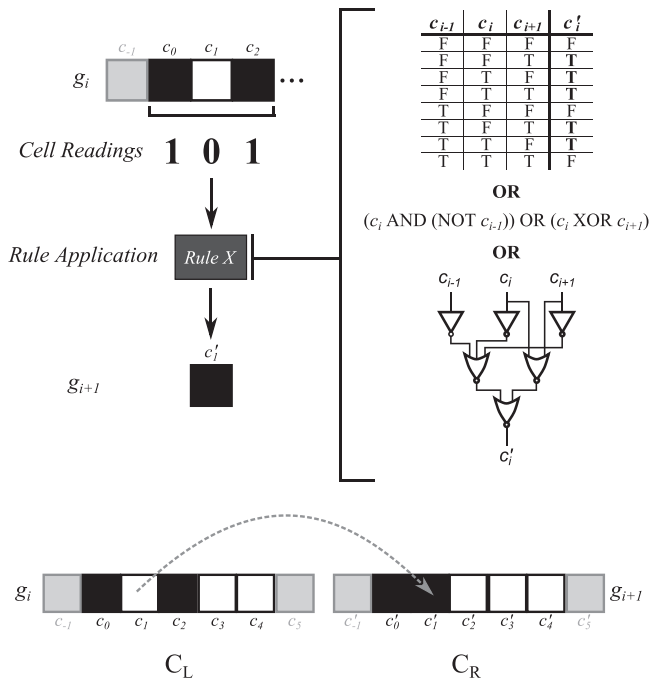 c-1 c0 c1 c2
gi ...
Cell Readings 1 0 1
Rule Application Rule X
c′1
gi+1
ci-1 ci ci+1 c′i
F F F F
F F T T
F T F T
F T T T
T F F F
T F T T
T T F T
T T T F
OR
(ci AND (NOT ci-1)) OR (ci XOR ci+1)
OR
ci-1 ci ci+1
c′i
gi gi+1
c-1 c0 c1 c2 c3 c4 c5 c′-1 c′0 c′1 c′2 c′3 c′4 c′5
CL CR